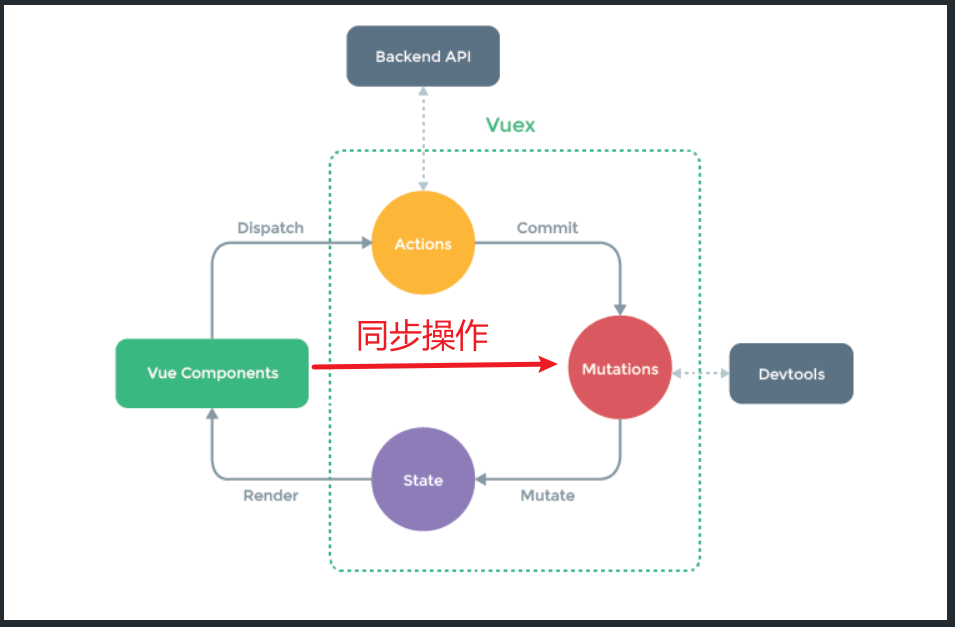 Backend API
Vuex
Dispatch
Actions
Commit
同步操作
Vue Components
Mutations
Devtools
State
Render
Mutate